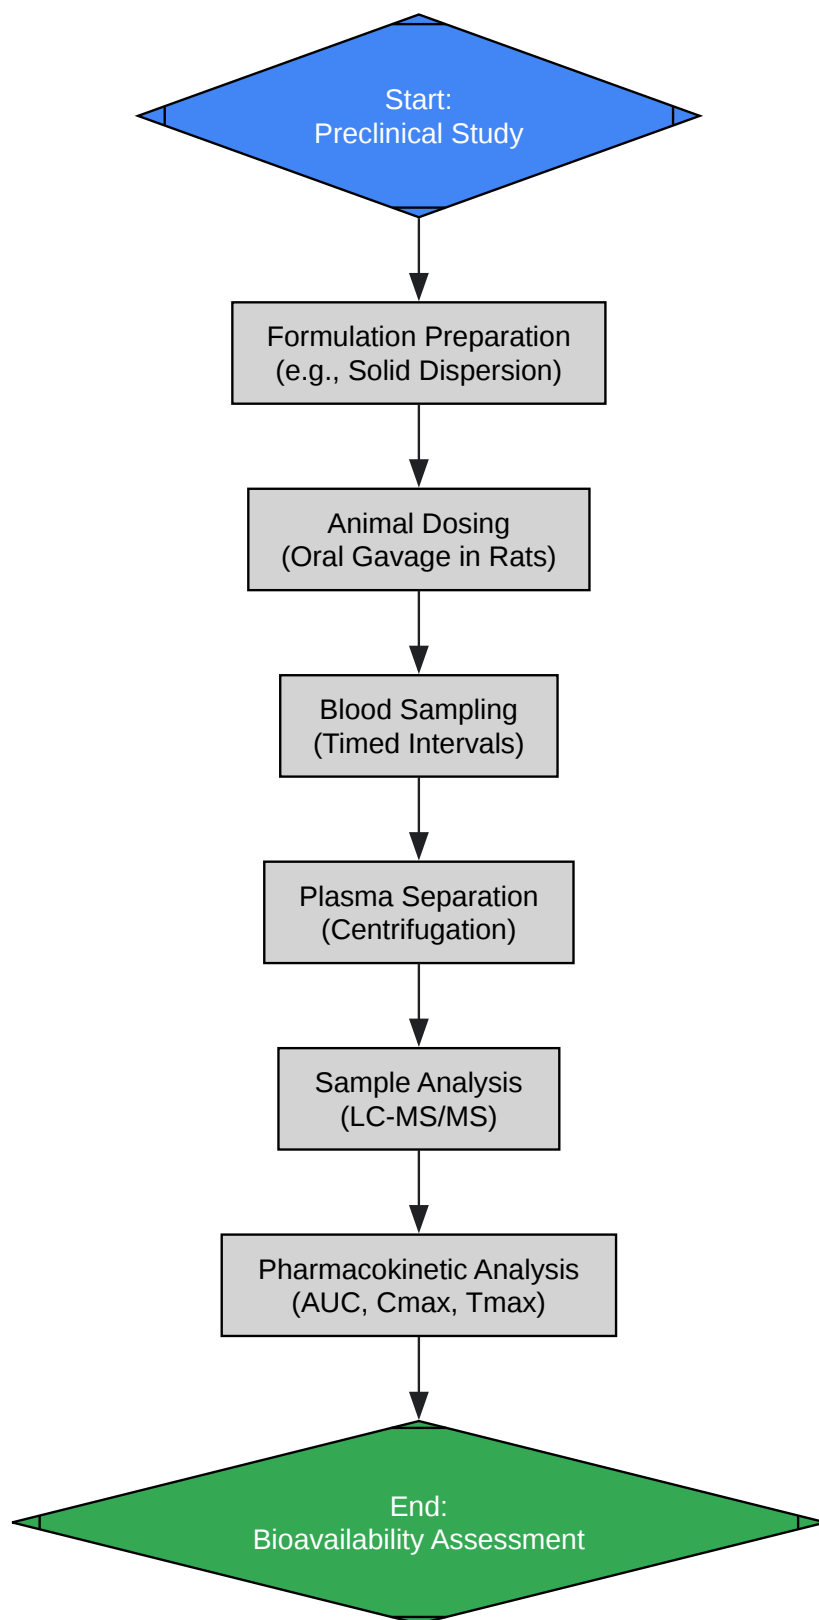 Start:
Preclinical Study
Formulation Preparation
(e.g., Solid Dispersion)
Animal Dosing
(Oral Gavage in Rats)
Blood Sampling
(Timed Intervals)
Plasma Separation
(Centrifugation)
Sample Analysis
(LC-MS/MS)
Pharmacokinetic Analysis
(AUC, Cmax, Tmax)
End:
Bioavailability Assessment